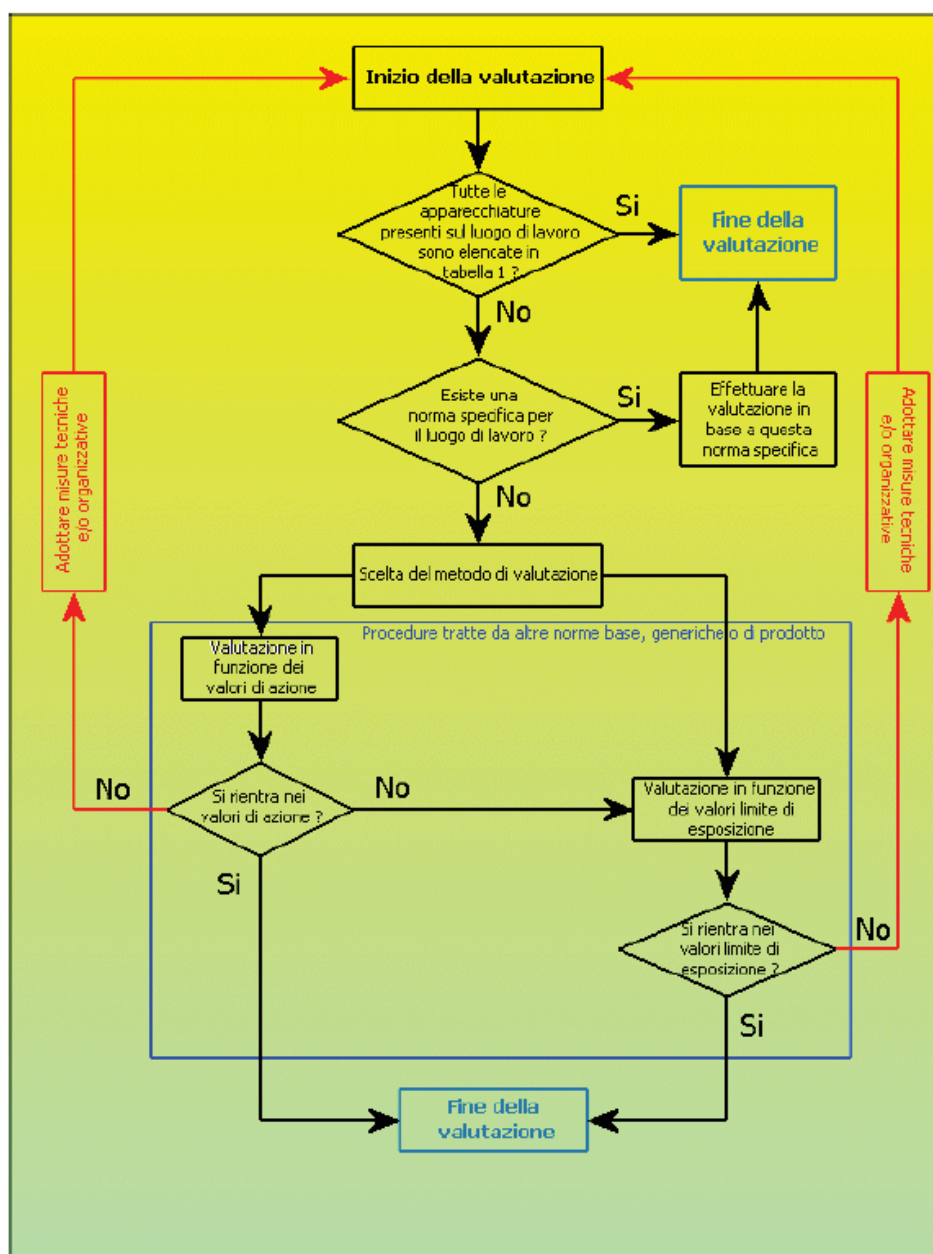 Inizio della valutazione
Tutte le
apparecchiature
presenti sul luogo di lavoro
sono elencate in
tabella 1 ?
Si
Fine della
valutazione
No
Esiste una
norma specifica per
il luogo di lavoro ?
Si
Effettuare la
valutazione in
base a questa
norma specifica
Adottare misure tecniche
e/o organizzative
Adottare misure tecniche
e/o organizzative
No
Scelta del metodo di valutazione
Procedure tratte da altre norme base, generiche o di prodotto
Valutazione in
funzione dei
valori di azione
No
Si rientra nei
valori di azione ?
No
Valutazione in funzione
dei valori limite di
esposizione
Si
Si rientra nei
valori limite di
esposizione ?
No
Si
Fine della
valutazione